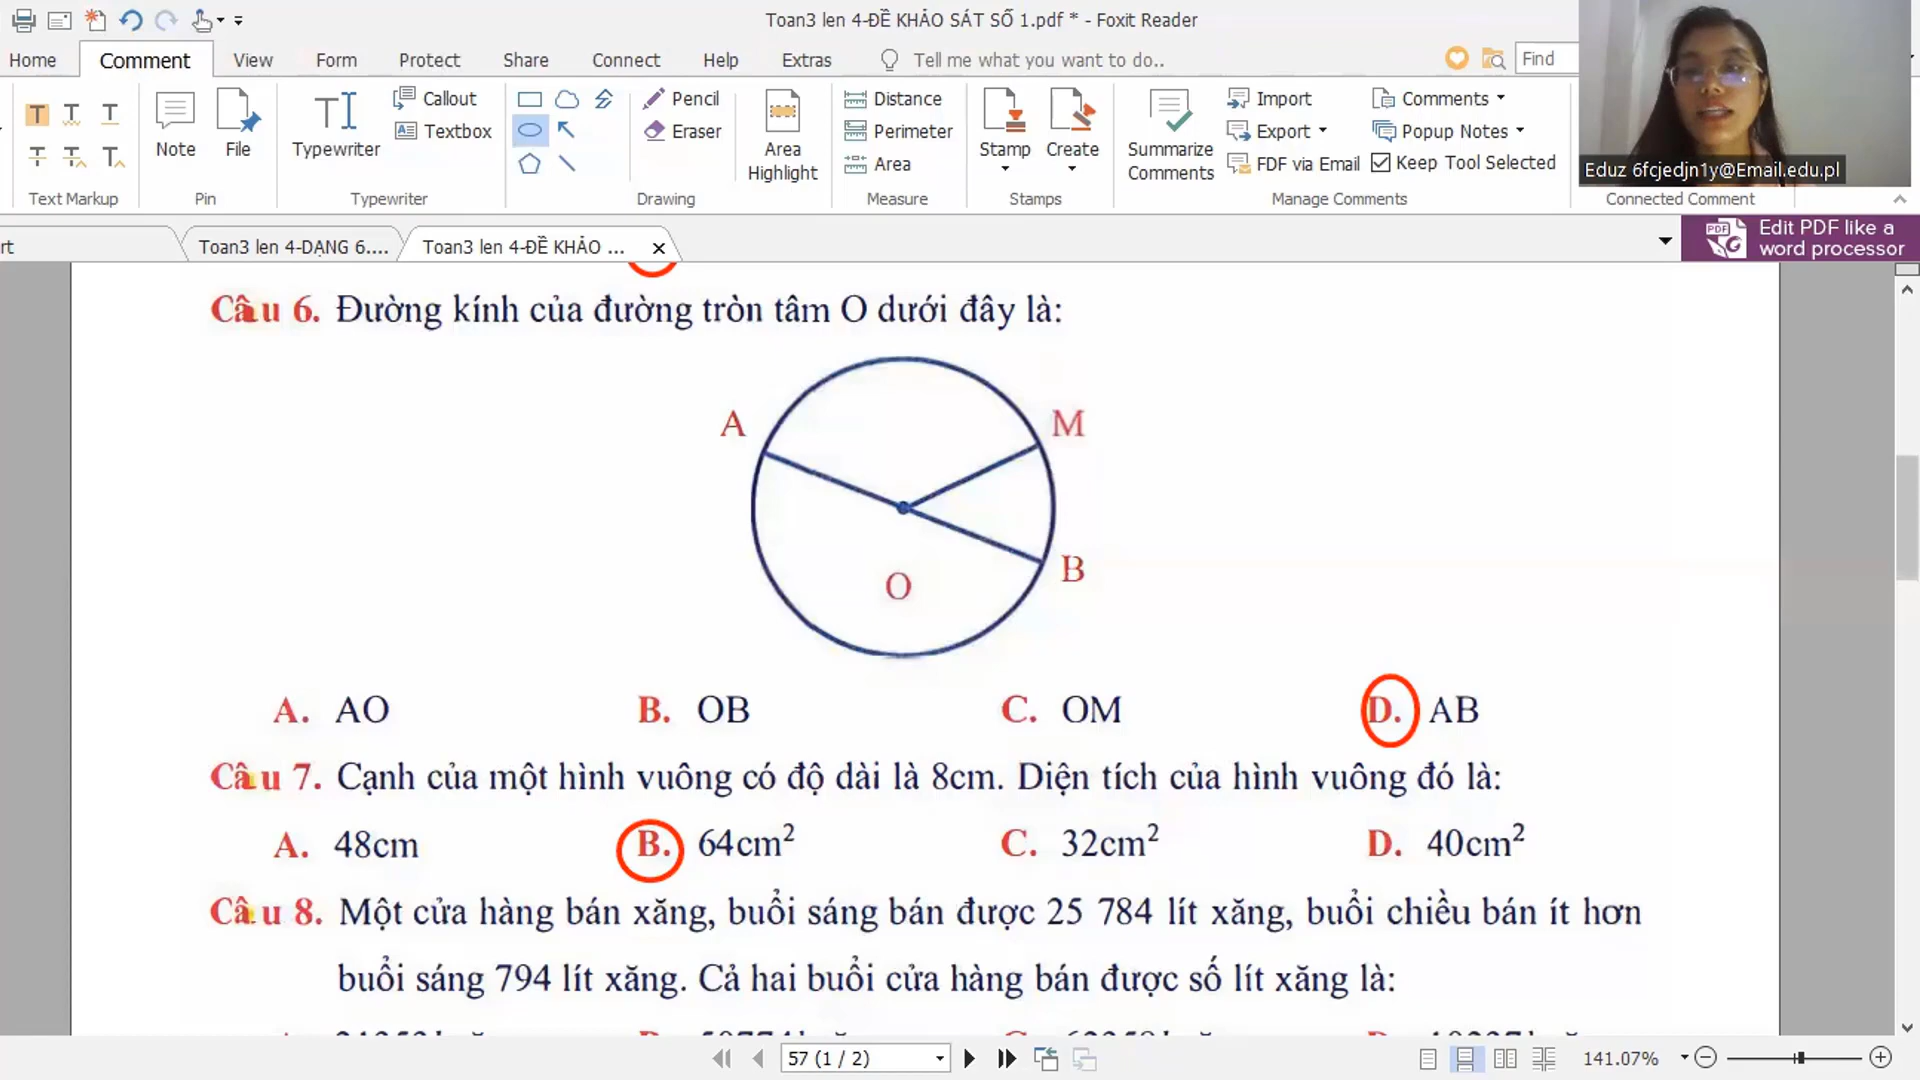 Toan3 len 4-ĐỀ KHẢO SÁT SỐ 1.pdf * - Foxit Reader
Home
Comment
View
Form
Protect
Share
Connect
Help
Extras
Tell me what you want to do..
Find
Note
File
Typewriter
Callout
Textbox
Pencil
Eraser
Area
Highlight
Distance
Perimeter
Area
Stamp
Create
Summarize
Comments
Import
Export
FDF via Email
Comments
Popup Notes
Keep Tool Selected
Eduz 6fcjedjn1y@Email.edu.pl
Text Markup
Pin
Typewriter
Drawing
Measure
Stamps
Manage Comments
Connected Comment
rt
Toan3 len 4-DẠNG 6....
Toan3 len 4-ĐỀ KHẢO ...
Edit PDF like a
word processor
Câu 6. Đường kính của đường tròn tâm O dưới đây là:
A
M
B
O
A. AO B. OB C. OM D. AB
Câu 7. Cạnh của một hình vuông có độ dài là 8cm. Diện tích của hình vuông đó là:
A. 48cm B. 64cm² C. 32cm² D. 40cm²
Câu 8. Một cửa hàng bán xăng, buổi sáng bán được 25 784 lít xăng, buổi chiều bán ít hơn
buổi sáng 794 lít xăng. Cả hai buổi cửa hàng bán được số lít xăng là:
57 (1 / 2)
141.07%